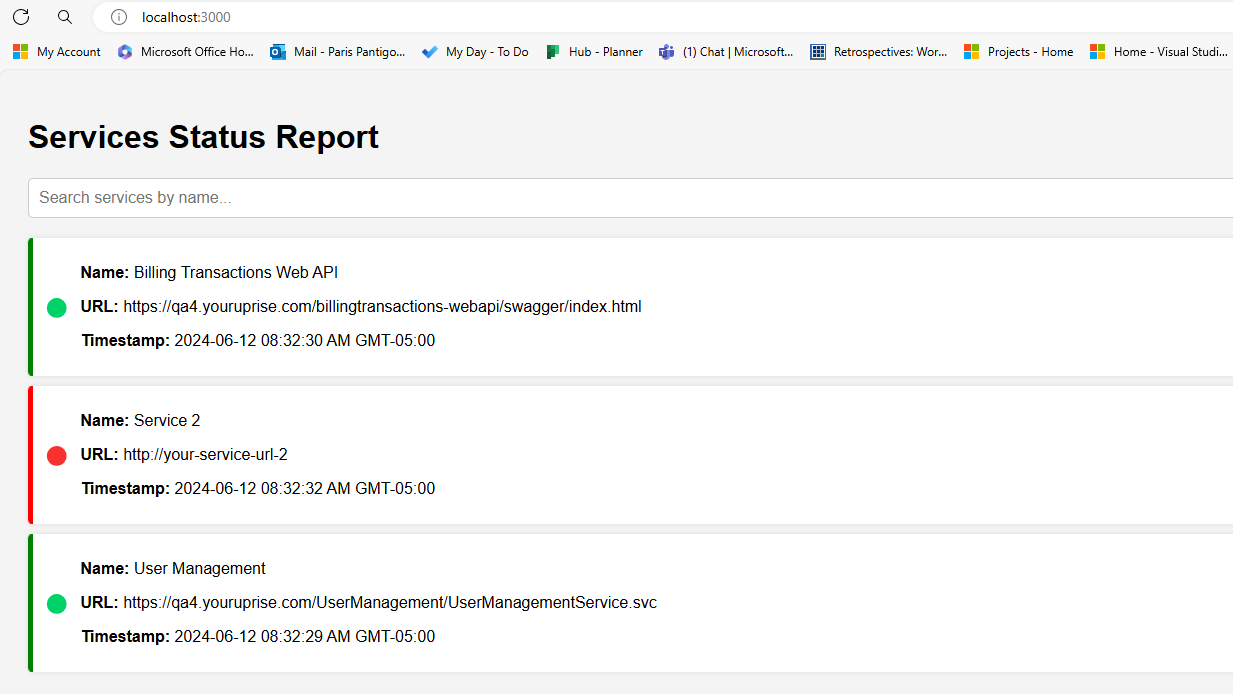 localhost:3000
My Account Microsoft Office Ho... Mail - Paris Pantigo... My Day - To Do Hub - Planner (1) Chat | Microsoft... Retrospectives: Wor... Projects - Home Home - Visual Studi...
Services Status Report
Search services by name...
Name: Billing Transactions Web API
URL: https://qa4.youruprise.com/billingtransactions-webapi/swagger/index.html
Timestamp: 2024-06-12 08:32:30 AM GMT-05:00
Name: Service 2
URL: http://your-service-url-2
Timestamp: 2024-06-12 08:32:32 AM GMT-05:00
Name: User Management
URL: https://qa4.youruprise.com/UserManagement/UserManagementService.svc
Timestamp: 2024-06-12 08:32:29 AM GMT-05:00